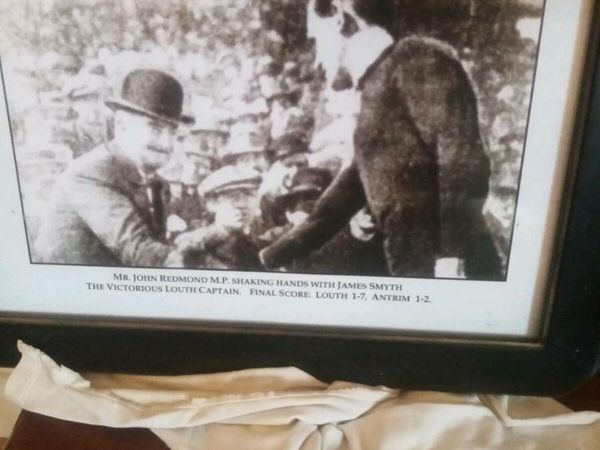 Mr. John Redmond M.P. shaking hands with James Smyth
The Victorious Louth Captain. Final Score: Louth 1-7, Antrim 1-2.